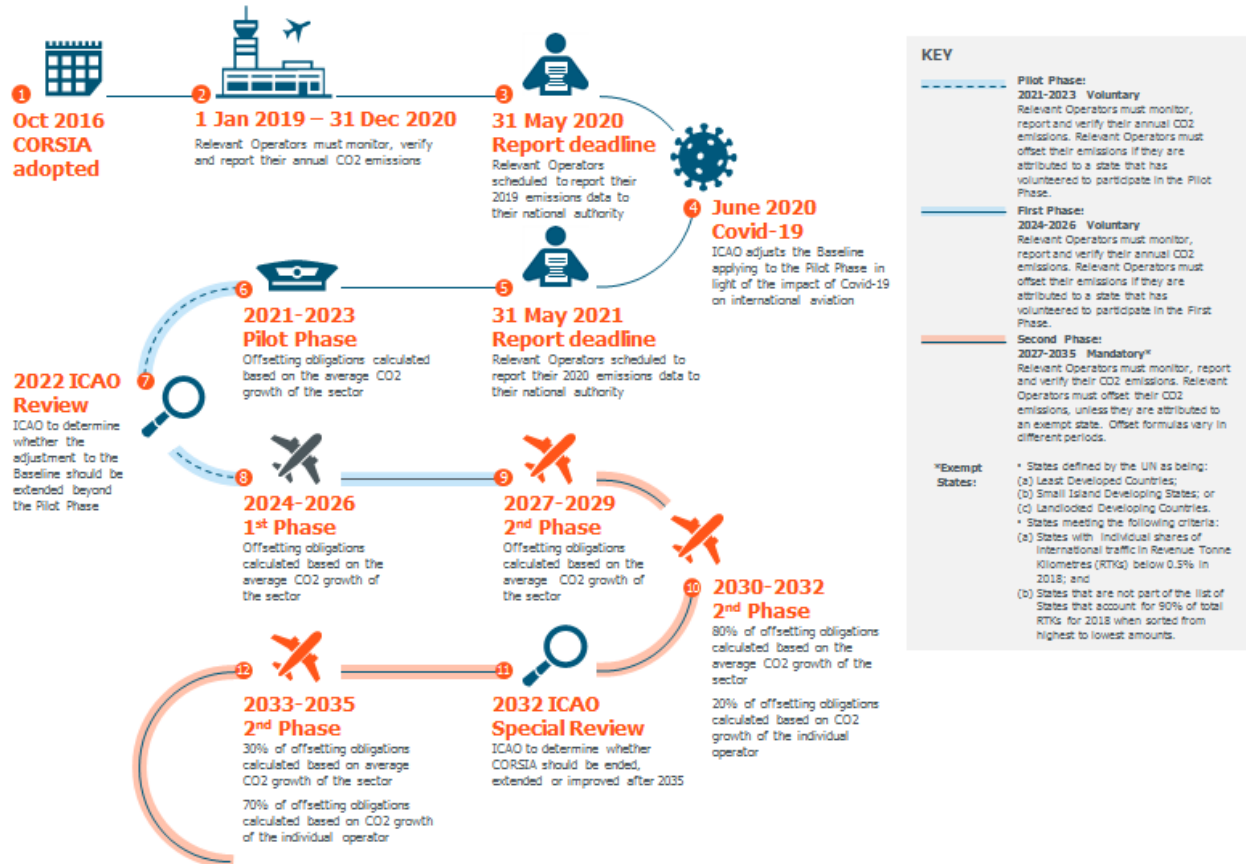 1
Oct 2016
CORSIA
adopted
2
1 Jan 2019 – 31 Dec 2020
Relevant Operators must monitor, verify
and report their annual CO2 emissions
3
31 May 2020
Report deadline
Relevant Operators
scheduled to report their
2019 emissions data to
their national authority
4
June 2020
Covid-19
ICAO adjusts the Baseline
applying to the Pilot Phase in
light of the impact of Covid-19
on international aviation
5
31 May 2021
Report deadline
Relevant Operators scheduled to
report their 2020 emissions data to
their national authority
6
2021-2023
Pilot Phase
Offsetting obligations calculated
based on the average CO2
growth of the sector
7
2022 ICAO
Review
ICAO to determine
whether the
adjustment to the
Baseline should be
extended beyond
the Pilot Phase
8
2024-2026
1st Phase
Offsetting obligations
calculated based on the
average CO2 growth of
the sector
9
2027-2029
2nd Phase
Offsetting obligations
calculated based on the
average CO2 growth of
the sector
10
2030-2032
2nd Phase
80% of offsetting obligations
calculated based on the
average CO2 growth of the
sector
20% of offsetting obligations
calculated based on CO2
growth of the individual
operator
11
2032 ICAO
Special Review
ICAO to determine whether
CORSIA should be ended,
extended or improved after 2035
12
2033-2035
2nd Phase
30% of offsetting obligations
calculated based on average
CO2 growth of the sector
70% of offsetting obligations
calculated based on CO2 growth
of the individual operator
KEY
Pilot Phase:
2021-2023 Voluntary
Relevant Operators must monitor,
report and verify their annual CO2
emissions. Relevant Operators must
offset their emissions if they are
attributed to a state that has
volunteered to participate in the Pilot
Phase.
First Phase:
2024-2026 Voluntary
Relevant Operators must monitor,
report and verify their annual CO2
emissions. Relevant Operators must
offset their emissions if they are
attributed to a state that has
volunteered to participate in the First
Phase.
Second Phase:
2027-2035 Mandatory*
Relevant Operators must monitor, report
and verify their CO2 emissions. Relevant
Operators must offset their CO2
emissions, unless they are attributed to
an exempt state. Offset formulas vary in
different periods.
*Exempt
States:
• States defined by the UN as being:
(a) Least Developed Countries;
(b) Small Island Developing States; or
(c) Landlocked Developing Countries.
• States meeting the following criteria:
(a) States with individual shares of
international traffic in Revenue Tonne
Kilometres (RTKs) below 0.5% in
2018; and
(b) States that are not part of the list of
States that account for 90% of total
RTKs for 2018 when sorted from
highest to lowest amounts.